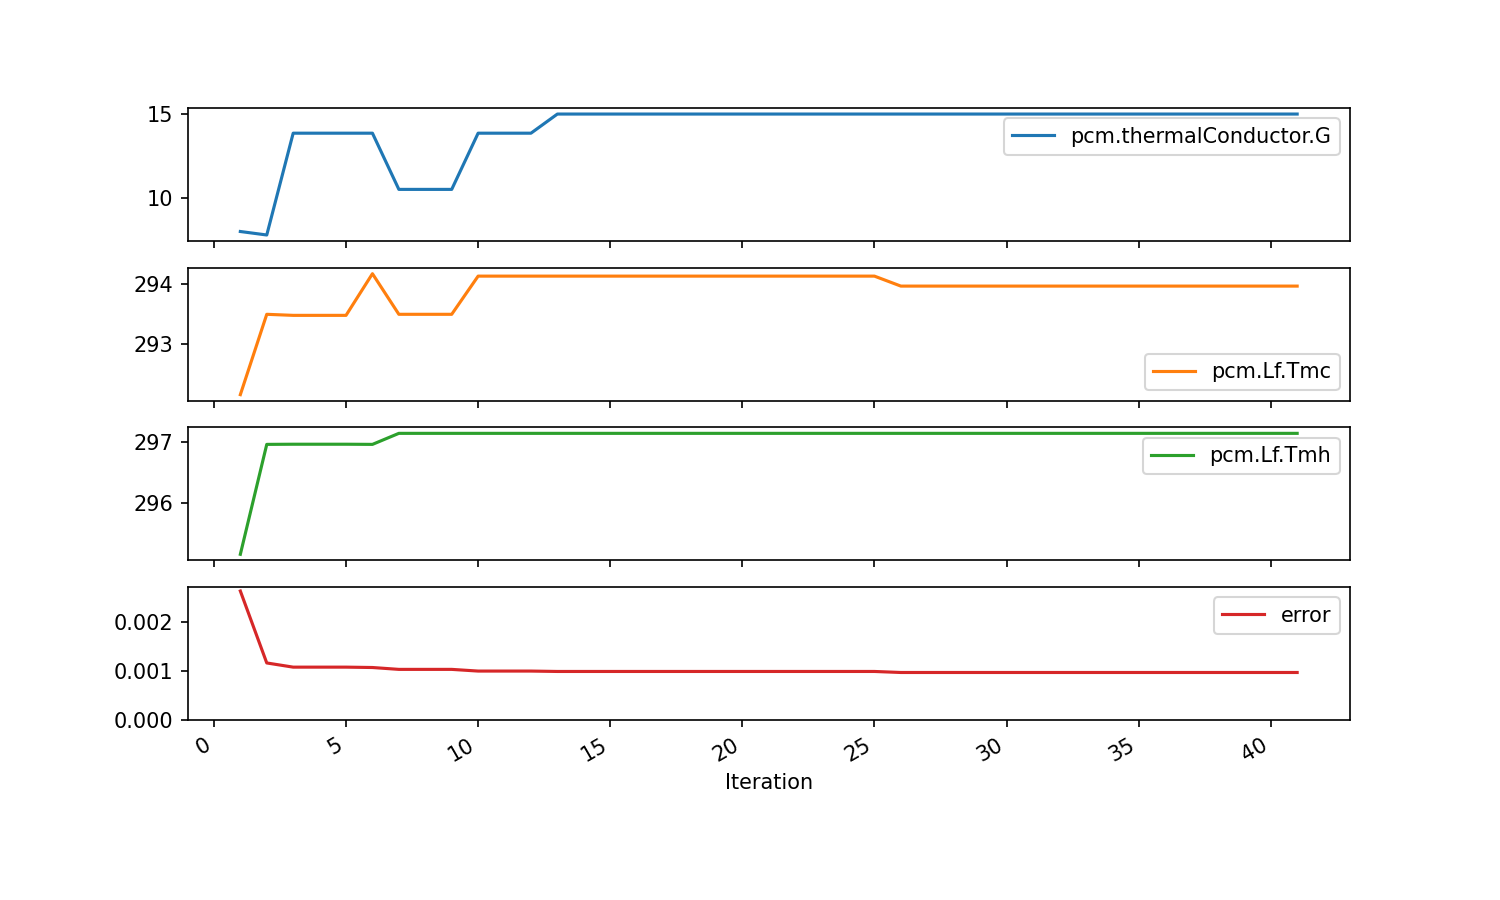 15
10
pcm.thermalConductor.G
294
293
pcm.Lf.Tmc
297
296
pcm.Lf.Tmh
0.002
0.001
0.000
error
0 5 10 15 20 25 30 35 40
Iteration